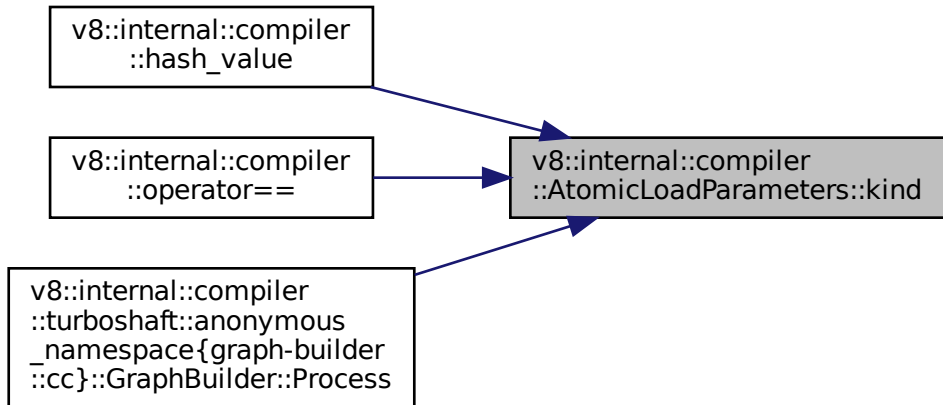 v8::internal::compiler
::hash_value
v8::internal::compiler
::operator==
v8::internal::compiler
::AtomicLoadParameters::kind
v8::internal::compiler
::turboshaft::anonymous
_namespace{graph-builder
::cc}::GraphBuilder::Process